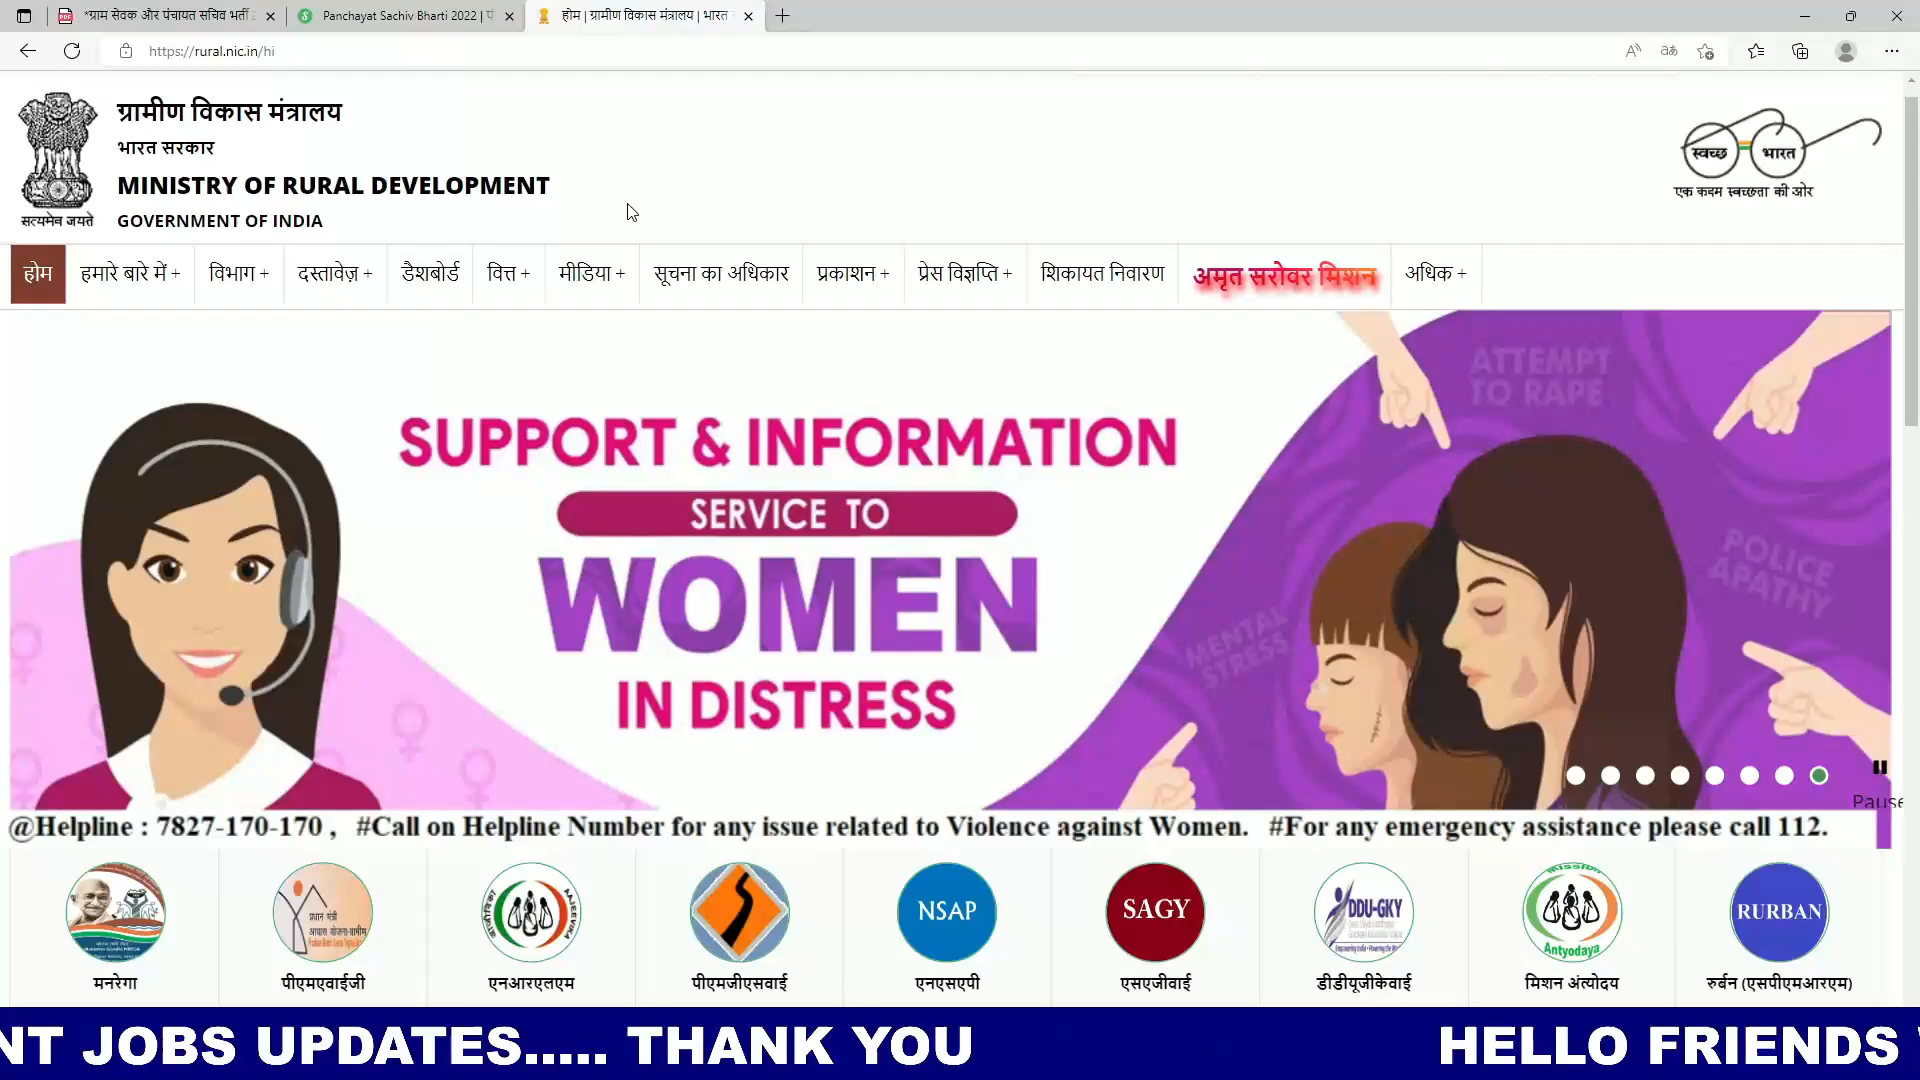 *ग्राम सेवक और पंचायत सचिव भर्ती
Panchayat Sachiv Bharti 2022 |
होम | ग्रामीण विकास मंत्रालय | भारत
https://rural.nic.in/hi
ग्रामीण विकास मंत्रालय
भारत सरकार
MINISTRY OF RURAL DEVELOPMENT
GOVERNMENT OF INDIA
सत्यमेव जयते
स्वच्छ भारत
एक कदम स्वच्छता की ओर
होम हमारे बारे में + विभाग + दस्तावेज़ + डैशबोर्ड वित्त + मीडिया + सूचना का अधिकार प्रकाशन + प्रेस विज्ञप्ति + शिकायत निवारण अमृत सरोवर मिशन अधिक +
ATTEMPT
TO RAPE
SUPPORT & INFORMATION
SERVICE TO
WOMEN
IN DISTRESS
POLICE
APATHY
MENTAL
STRESS
Pause
@Helpline : 7827-170-170 , #Call on Helpline Number for any issue related to Violence against Women. #For any emergency assistance please call 112.
NSAP
SAGY
DDU-GKY
MISSION
Antyodaya
RURBAN
मनरेगा पीएमएवाईजी एनआरएलएम पीएमजीएसवाई एनएसएपी एसएजीवाई डीडीयूजीकेवाई मिशन अंत्योदय रुर्बन (एसपीएमआरएम)
NT JOBS UPDATES..... THANK YOU HELLO FRIENDS